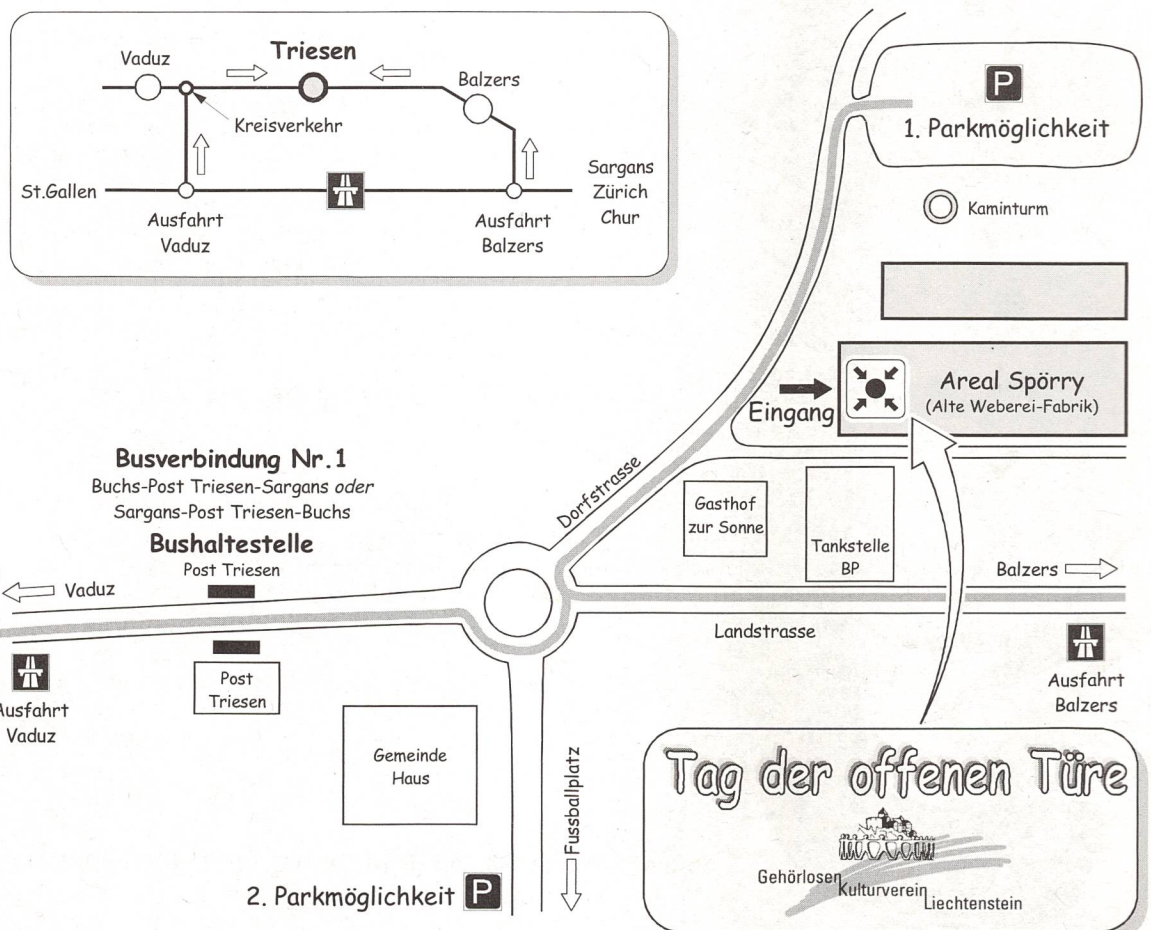 Triesen
Vaduz
Balzers
Kreisverkehr
St.Gallen
Sargans
Zürich
Chur
Ausfahrt
Vaduz
Ausfahrt
Balzers
P
1. Parkmöglichkeit
Kaminturm
Areal Spörry
(Alte Weberei-Fabrik)
Eingang
Busverbindung Nr.1
Buchs-Post Triesen-Sargans oder
Sargans-Post Triesen-Buchs
Bushaltestelle
Post Triesen
Dorfstrasse
Gasthof
zur Sonne
Tankstelle
BP
Vaduz
Balzers
Landstrasse
Post
Triesen
Ausfahrt
Vaduz
Ausfahrt
Balzers
Gemeinde
Haus
Fussballplatz
2. Parkmöglichkeit P
Tag der offenen Türe
Gehörlosen
Kulturverein
Liechtenstein